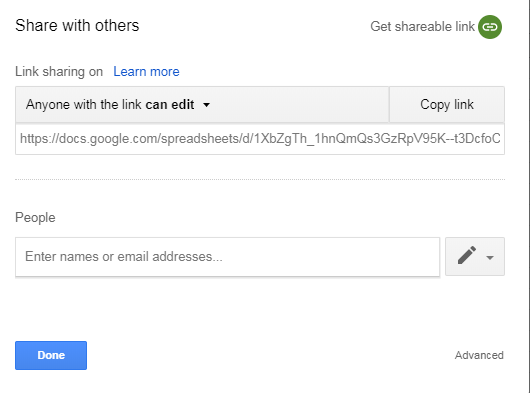 Share with others
Get shareable link
Link sharing on Learn more
Anyone with the link can edit
Copy link
https://docs.google.com/spreadsheets/d/1XbZgTh_1hnQmQs3GzRpV95K--t3DcfoC
People
Enter names or email addresses...
Done
Advanced